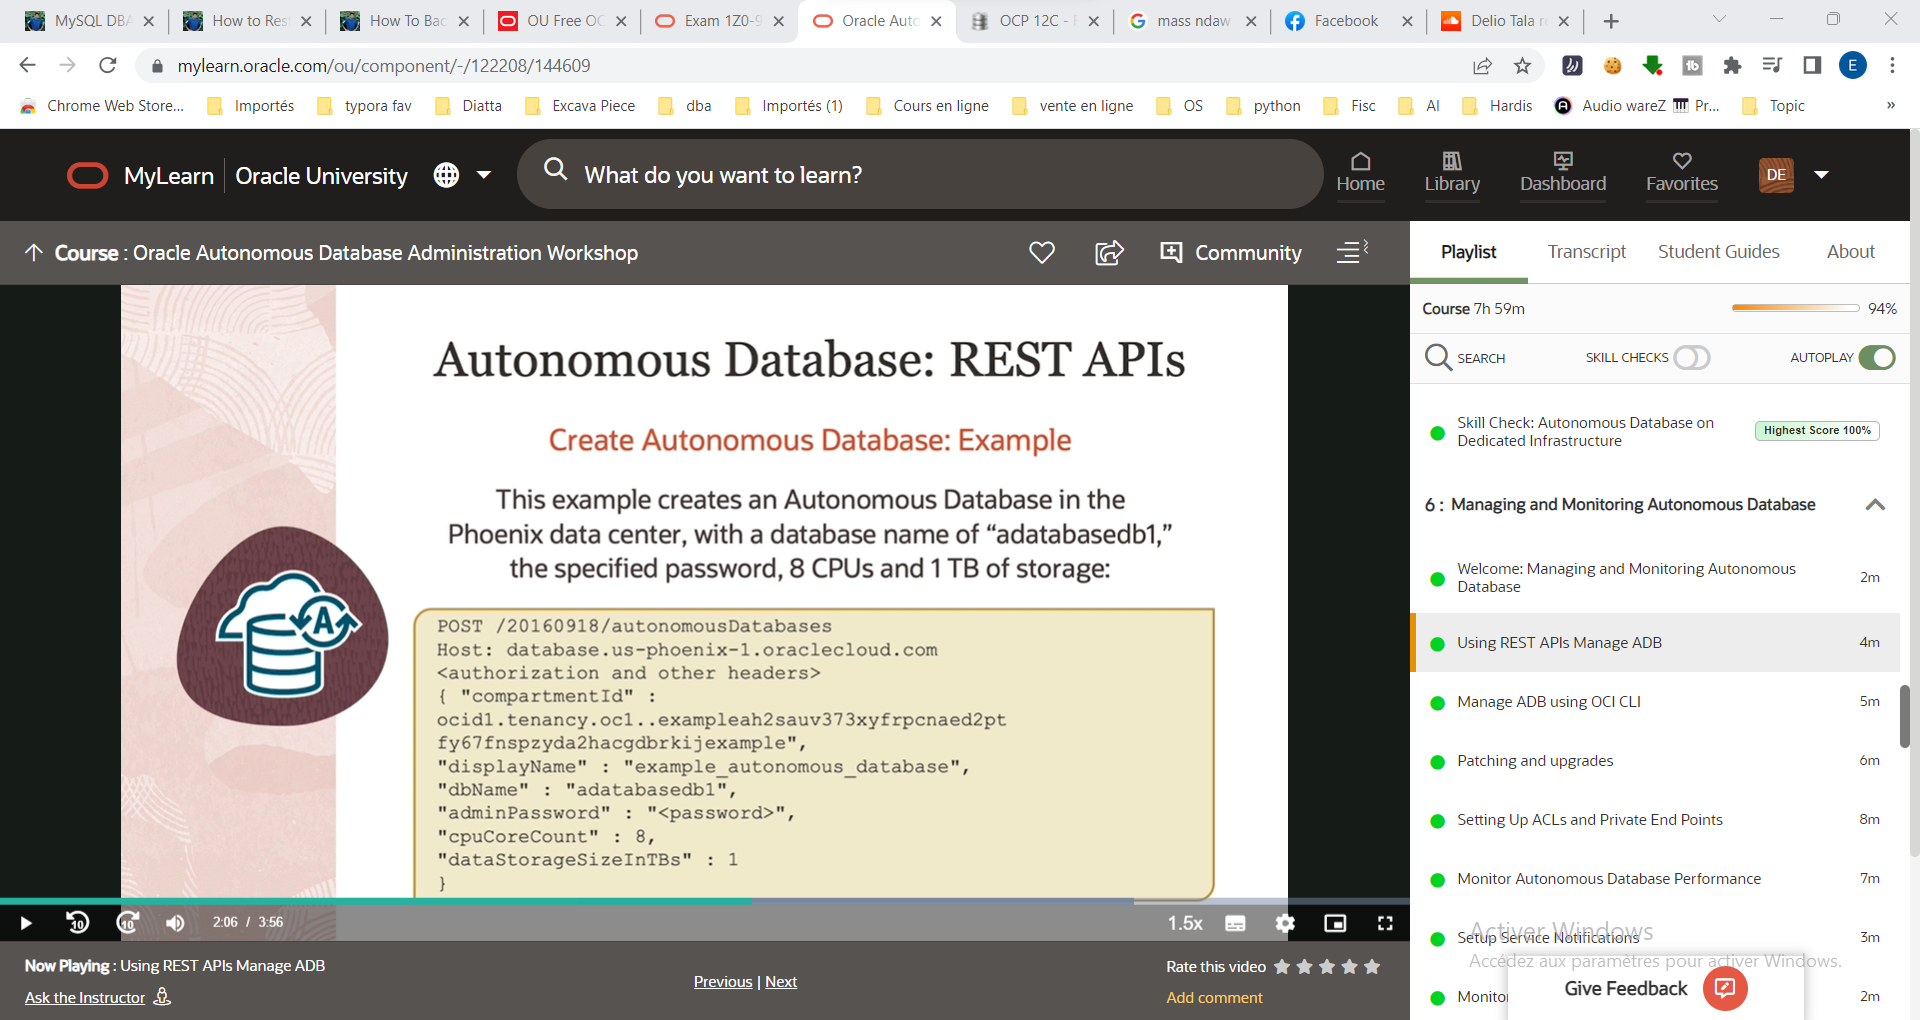 MySQL DBA
How to Res
How To Bac
OU Free OC
Exam 1Z0-9
Oracle Auto
OCP 12C -
mass ndaw
Facebook
Delio Tala r
mylearn.oracle.com/ou/component/-/122208/144609
E
Chrome Web Store...
Importés
typora fav
Diatta
Excava Piece
dba
Importés (1)
Cours en ligne
vente en ligne
OS
python
Fisc
AI
Hardis
Audio wareZ
Pr...
Topic
»
MyLearn
Oracle University
What do you want to learn?
Home
Library
Dashboard
Favorites
DE
Course : Oracle Autonomous Database Administration Workshop
Community
Autonomous Database: REST APIs
Create Autonomous Database: Example
This example creates an Autonomous Database in the
Phoenix data center, with a database name of “adatabasedb1,”
the specified password, 8 CPUs and 1 TB of storage:
A
POST /20160918/autonomousDatabases
Host: database.us-phoenix-1.oraclecloud.com
<authorization and other headers>
{ "compartmentId" :
ocid1.tenancy.oc1..exampleah2sauv373xyfrpcnaed2pt
fy67fnspzyda2hacgdbrkijexample",
"displayName" : "example_autonomous_database",
"dbName" : "adatabasedb1",
"adminPassword" : "<password>",
"cpuCoreCount" : 8,
"dataStorageSizeInTBs" : 1
}
10
10
2:06 / 3:56
1.5x
Now Playing : Using REST APIs Manage ADB
Ask the Instructor
Previous | Next
Rate this video
Add comment
Playlist
Transcript
Student Guides
About
Course 7h 59m
94%
SEARCH
SKILL CHECKS
AUTOPLAY
Skill Check: Autonomous Database on
Dedicated Infrastructure
Highest Score 100%
6 : Managing and Monitoring Autonomous Database
Welcome: Managing and Monitoring Autonomous
Database
2m
Using REST APIs Manage ADB
4m
Manage ADB using OCI CLI
5m
Patching and upgrades
6m
Setting Up ACLs and Private End Points
8m
Monitor Autonomous Database Performance
7m
Activer Windows
Setup Service Notifications
3m
Accédez aux paramètres pour activer Windows.
Give Feedback
Monitor
2m